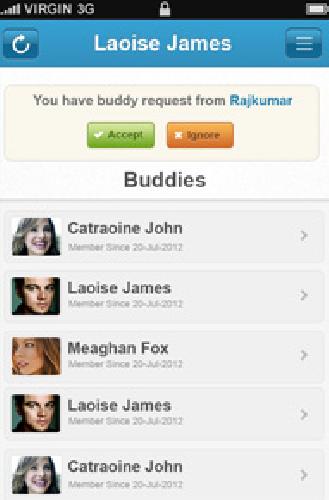 VIRGIN 3G
Laoise James
You have buddy request from Rajkumar
Accept Ignore
Buddies
Catraoine John
Member Since 20-Jul-2012
Laoise James
Member Since 20-Jul-2012
Meaghan Fox
Member Since 20-Jul-2012
Laoise James
Member Since 20-Jul-2012
Catraoine John
Member Since 20-Jul-2012